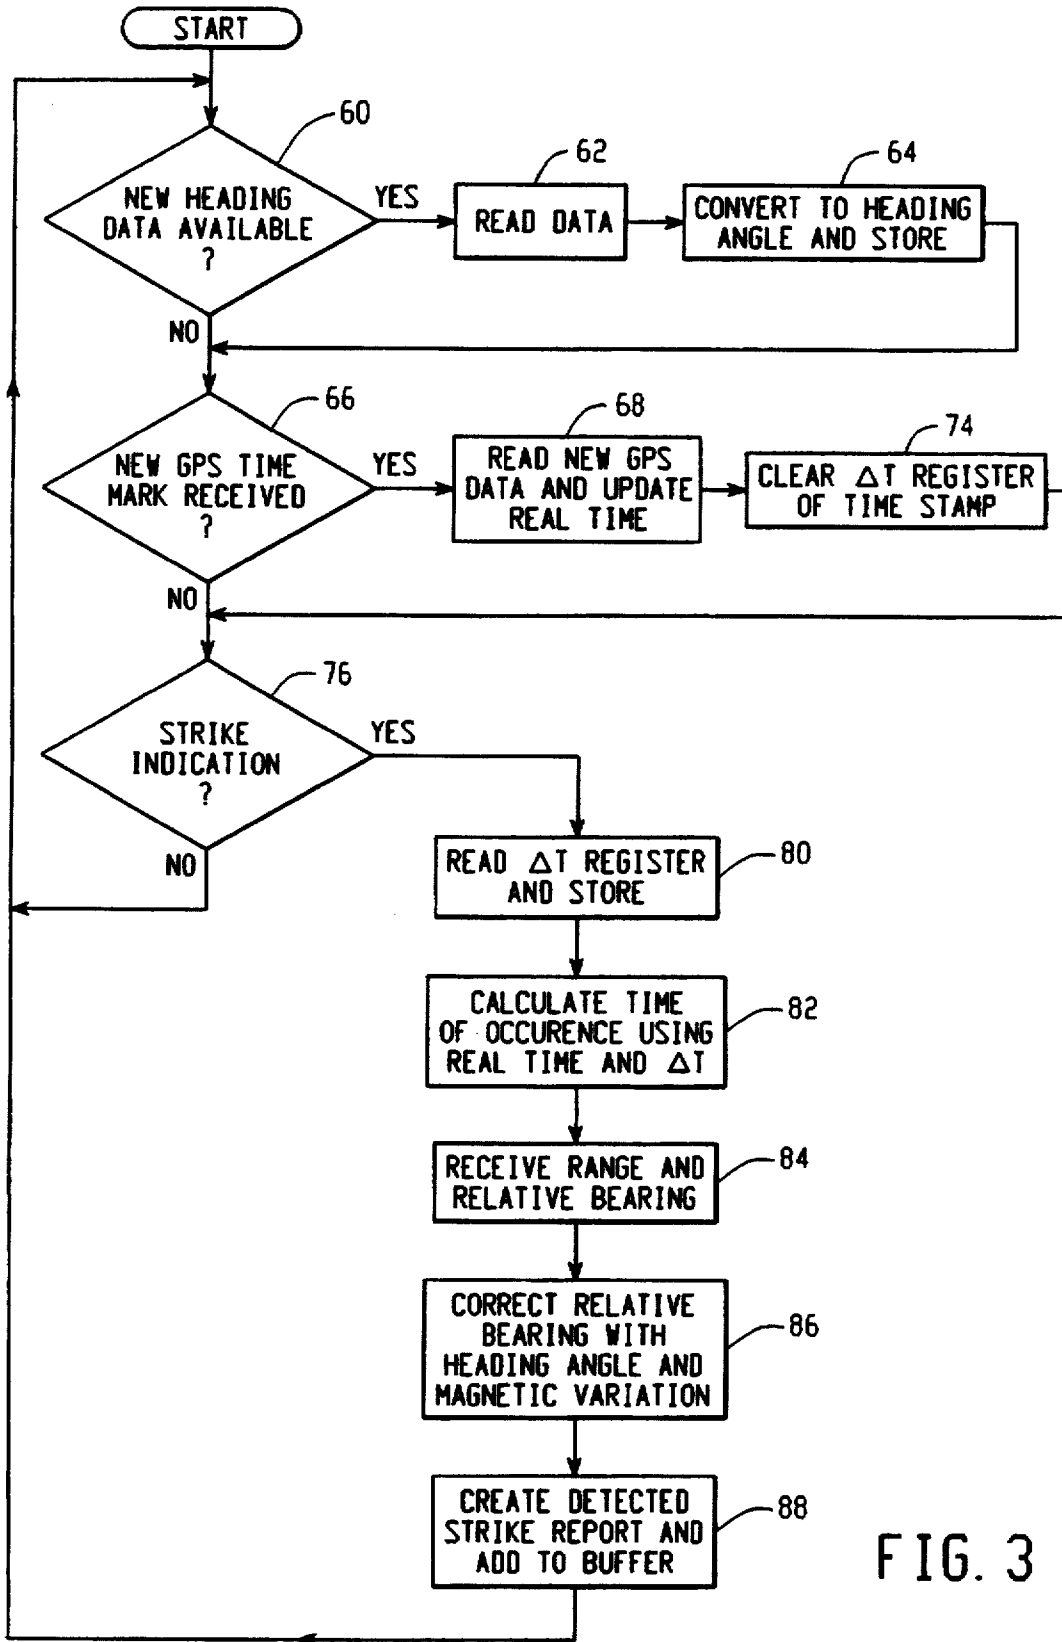 START
60
NEW HEADING
DATA AVAILABLE
?
YES
62
READ DATA
64
CONVERT TO HEADING
ANGLE AND STORE
NO
66
NEW GPS TIME
MARK RECEIVED
?
YES
68
READ NEW GPS
DATA AND UPDATE
REAL TIME
74
CLEAR ΔT REGISTER
OF TIME STAMP
NO
76
STRIKE
INDICATION
?
YES
NO
READ ΔT REGISTER
AND STORE
80
CALCULATE TIME
OF OCCURENCE USING
REAL TIME AND ΔT
82
RECEIVE RANGE AND
RELATIVE BEARING
84
CORRECT RELATIVE
BEARING WITH
HEADING ANGLE AND
MAGNETIC VARIATION
86
CREATE DETECTED
STRIKE REPORT AND
ADD TO BUFFER
88
FIG. 3